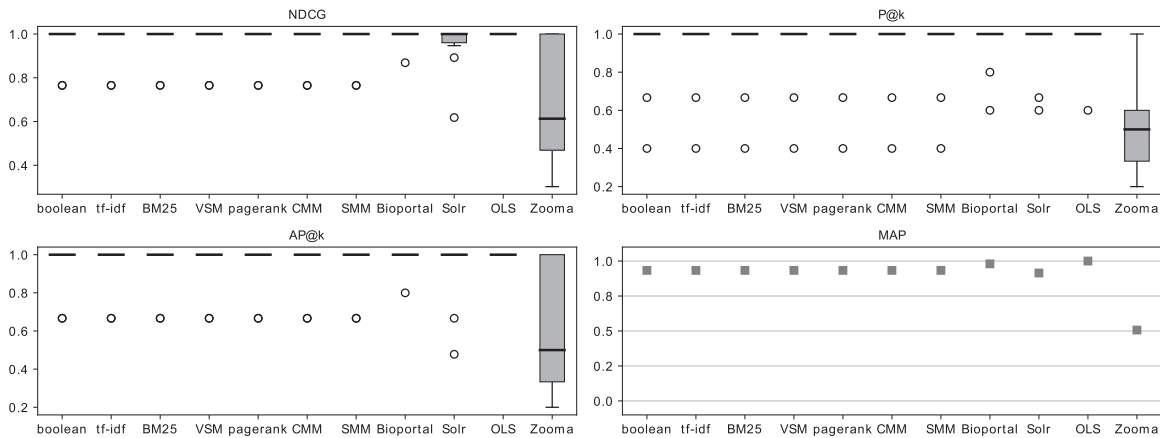 NDCG
1.0
0.8
0.6
0.4
boolean tf-idf BM25 VSM pagerank CMM SMM Bioportal Solr OLS Zooma
P@k
1.0
0.8
0.6
0.4
0.2
boolean tf-idf BM25 VSM pagerank CMM SMM Bioportal Solr OLS Zooma
AP@k
1.0
0.8
0.6
0.4
0.2
boolean tf-idf BM25 VSM pagerank CMM SMM Bioportal Solr OLS Zooma
MAP
1.0
0.8
0.5
0.2
0.0
boolean tf-idf BM25 VSM pagerank CMM SMM Bioportal Solr OLS Zooma